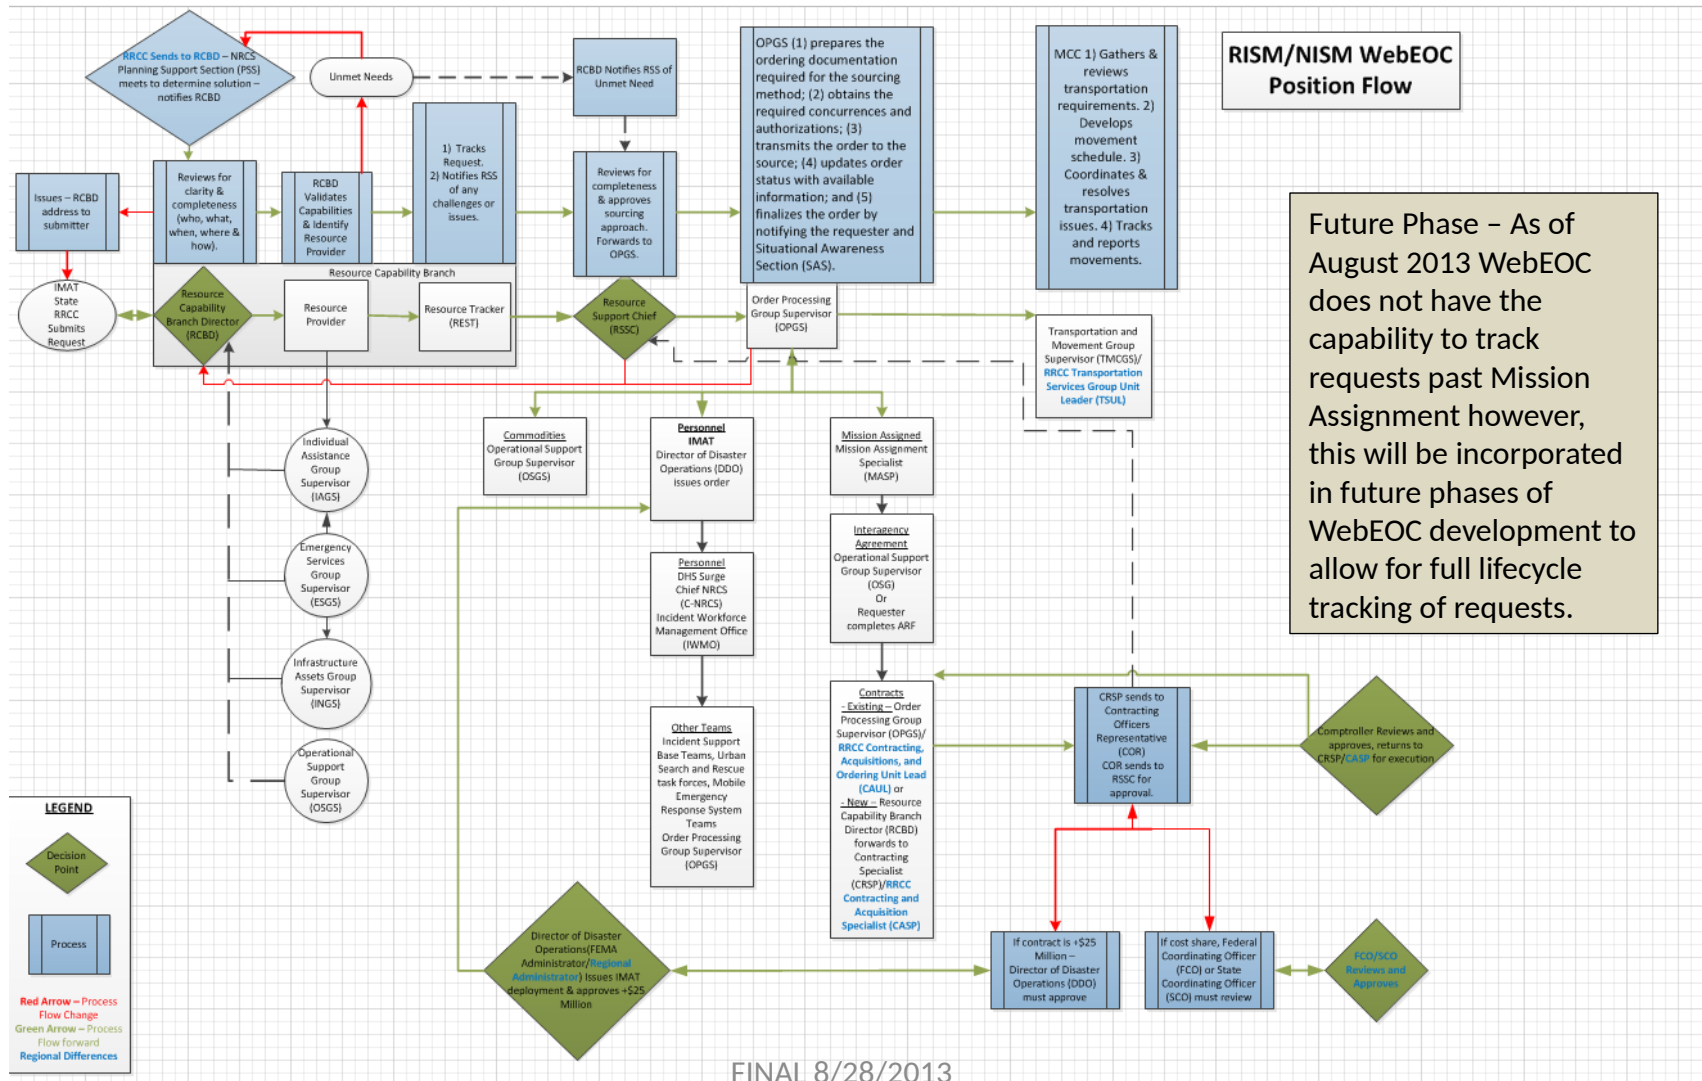 RRCC Sends to RCBD – NRCS
Planning Support Section (PSS)
meets to determine solution –
notifies RCBD
Unmet Needs
RCBD Notifies RSS of
Unmet Need
OPGS (1) prepares the
ordering documentation
required for the sourcing
method; (2) obtains the
required concurrences and
authorizations; (3)
transmits the order to the
source; (4) updates order
status with available
information; and (5)
finalizes the order by
notifying the requester and
Situational Awareness
Section (SAS).
MCC 1) Gathers &
reviews
transportation
requirements. 2)
Develops
movement
schedule. 3)
Coordinates &
resolves
transportation
issues. 4) Tracks
and reports
movements.
RISM/NISM WebEOC
Position Flow
Issues – RCBD
address to
submitter
Reviews for
clarity &
completeness
(who, what,
when, where &
how).
RCBD
Validates
Capabilities
& Identify
Resource
Provider
1) Tracks
Request.
2) Notifies RSS
of any
challenges or
issues.
Reviews for
completeness
& approves
sourcing
approach.
Forwards to
OPGS.
Future Phase – As of
August 2013 WebEOC
does not have the
capability to track
requests past Mission
Assignment however,
this will be incorporated
in future phases of
WebEOC development to
allow for full lifecycle
tracking of requests.
Resource Capability Branch
IMAT
State
RRCC
Submits
Request
Resource
Capability
Branch Director
(RCBD)
Resource
Provider
Resource Tracker
(REST)
Resource
Support Chief
(RSSC)
Order Processing
Group Supervisor
(OPGS)
Transportation and
Movement Group
Supervisor (TMCGS)/
RRCC Transportation
Services Group Unit
Leader (TSUL)
Individual
Assistance
Group
Supervisor
(IAGS)
Emergency
Services
Group
Supervisor
(ESGS)
Infrastructure
Assets Group
Supervisor
(INGS)
Operational
Support
Group
Supervisor
(OSGS)
Commodities
Operational Support
Group Supervisor
(OSGS)
Personnel
IMAT
Director of Disaster
Operations (DDO)
issues order
Personnel
DHS Surge
Chief NRCS
(C-NRCS)
Incident Workforce
Management Office
(IWMO)
Other Teams
Incident Support
Base Teams, Urban
Search and Rescue
task forces, Mobile
Emergency
Response System
Teams
Order Processing
Group Supervisor
(OPGS)
Mission Assigned
Mission Assignment
Specialist
(MASP)
Interagency
Agreement
Operational Support
Group Supervisor
(OSG)
Or
Requester
completes ARF
Contracts
- Existing – Order
Processing Group
Supervisor (OPGS)/
RRCC Contracting,
Acquisitions, and
Ordering Unit Lead
(CAUL) or
- New – Resource
Capability Branch
Director (RCBD)
forwards to
Contracting
Specialist
(CRSP)/RRCC
Contracting and
Acquisition
Specialist (CASP)
CRSP sends to
Contracting
Officers
Representative
(COR)
COR sends to
RSSC for
approval.
Comptroller Reviews and
approves, returns to
CRSP/CASP for execution
Director of Disaster
Operations(FEMA
Administrator/Regional
Administrator) Issues IMAT
deployment & approves +$25
Million
If contract is +$25
Million –
Director of Disaster
Operations (DDO)
must approve
If cost share, Federal
Coordinating Officer
(FCO) or State
Coordinating Officer
(SCO) must review
FCO/SCO
Reviews and
Approves
LEGEND
Decision
Point
Process
Red Arrow – Process
Flow Change
Green Arrow – Process
Flow forward
Regional Differences
FINAL 8/28/2013